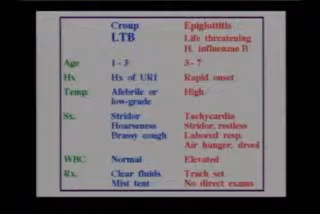 Croup Epiglottitis
LTB Life threatening
H. influenzae B
Age 1 - 3 3 - 7
Hx Hx of URI Rapid onset
Temp Afebrile or High
low-grade
Sx. Stridor Tachycardia
Hoarseness Stridor, restless
Brassy cough Labored resp.
Air hunger, drool
WBC Normal Elevated
Rx. Clear fluids Trach set
Mist tent No direct exams